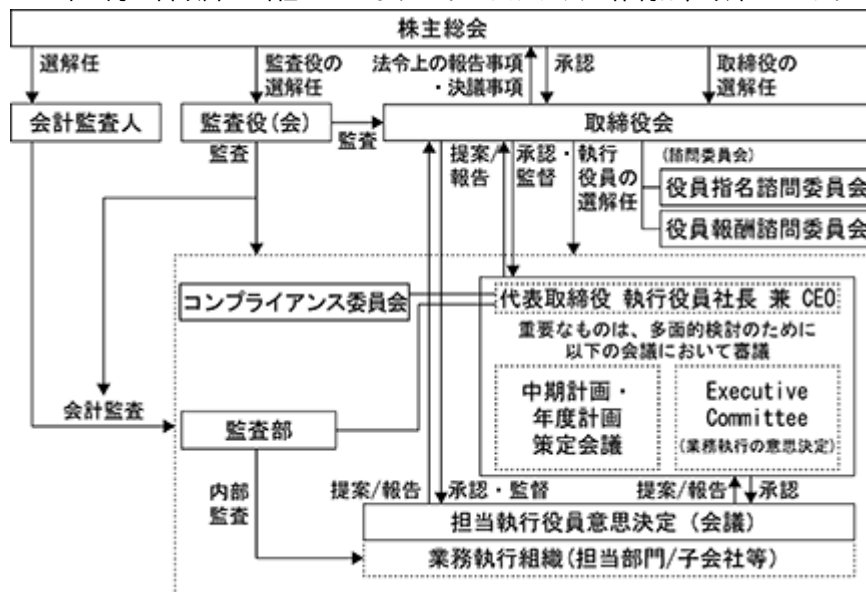 株主総会
選解任
監査役の
選解任
法令上の報告事項
・決議事項
承認
取締役の
選解任
会計監査人
監査役(会)
監査
取締役会
監査
提案/
報告
承認・
監督
執行
役員の
選解任
(諮問委員会)
役員指名諮問委員会
役員報酬諮問委員会
コンプライアンス委員会
代表取締役 執行役員社長 兼 CEO
重要なものは、多面的検討のために
以下の会議において審議
中期計画・
年度計画
策定会議
Executive
Committee
(業務執行の意思決定)
会計監査
監査部
内部
監査
提案/報告
承認・監督
提案/報告
承認
担当執行役員意思決定(会議)
業務執行組織(担当部門/子会社等)